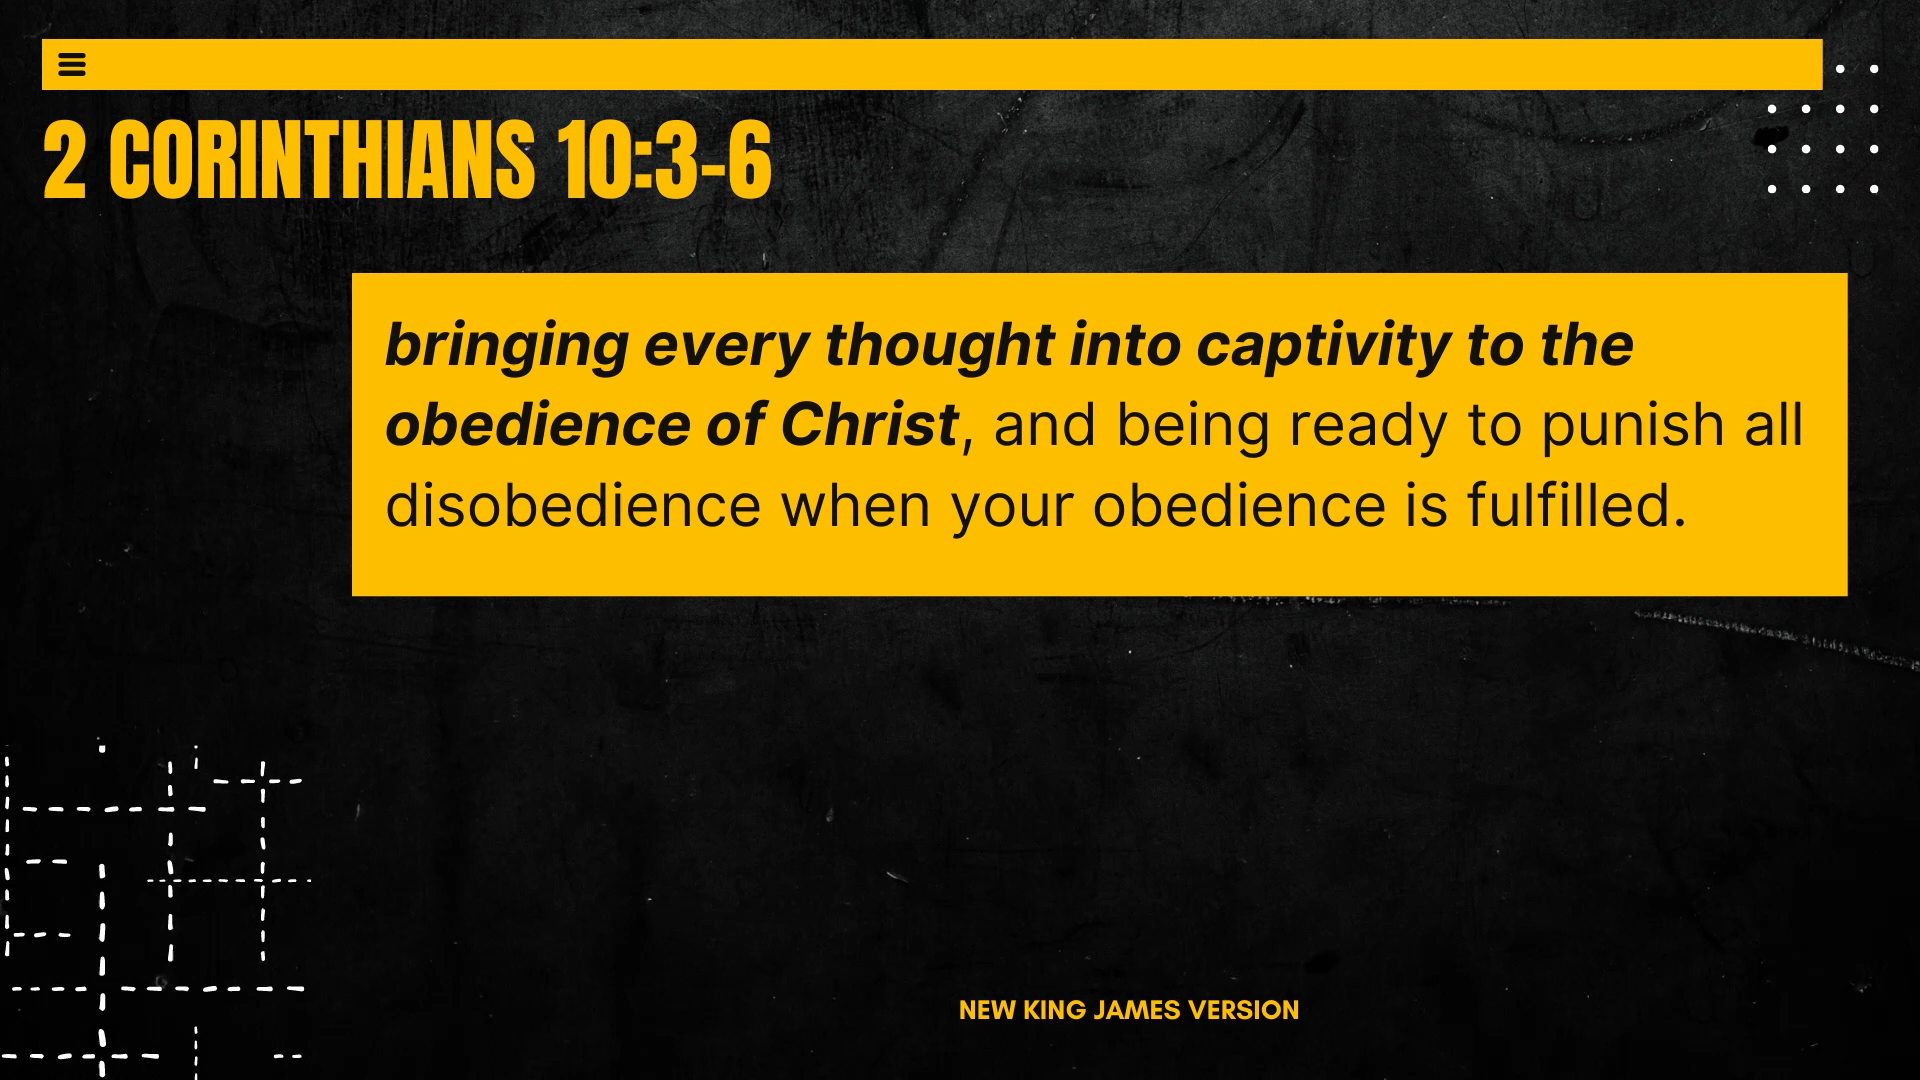 2 CORINTHIANS 10:3-6
bringing every thought into captivity to the
obedience of Christ, and being ready to punish all
disobedience when your obedience is fulfilled.
NEW KING JAMES VERSION